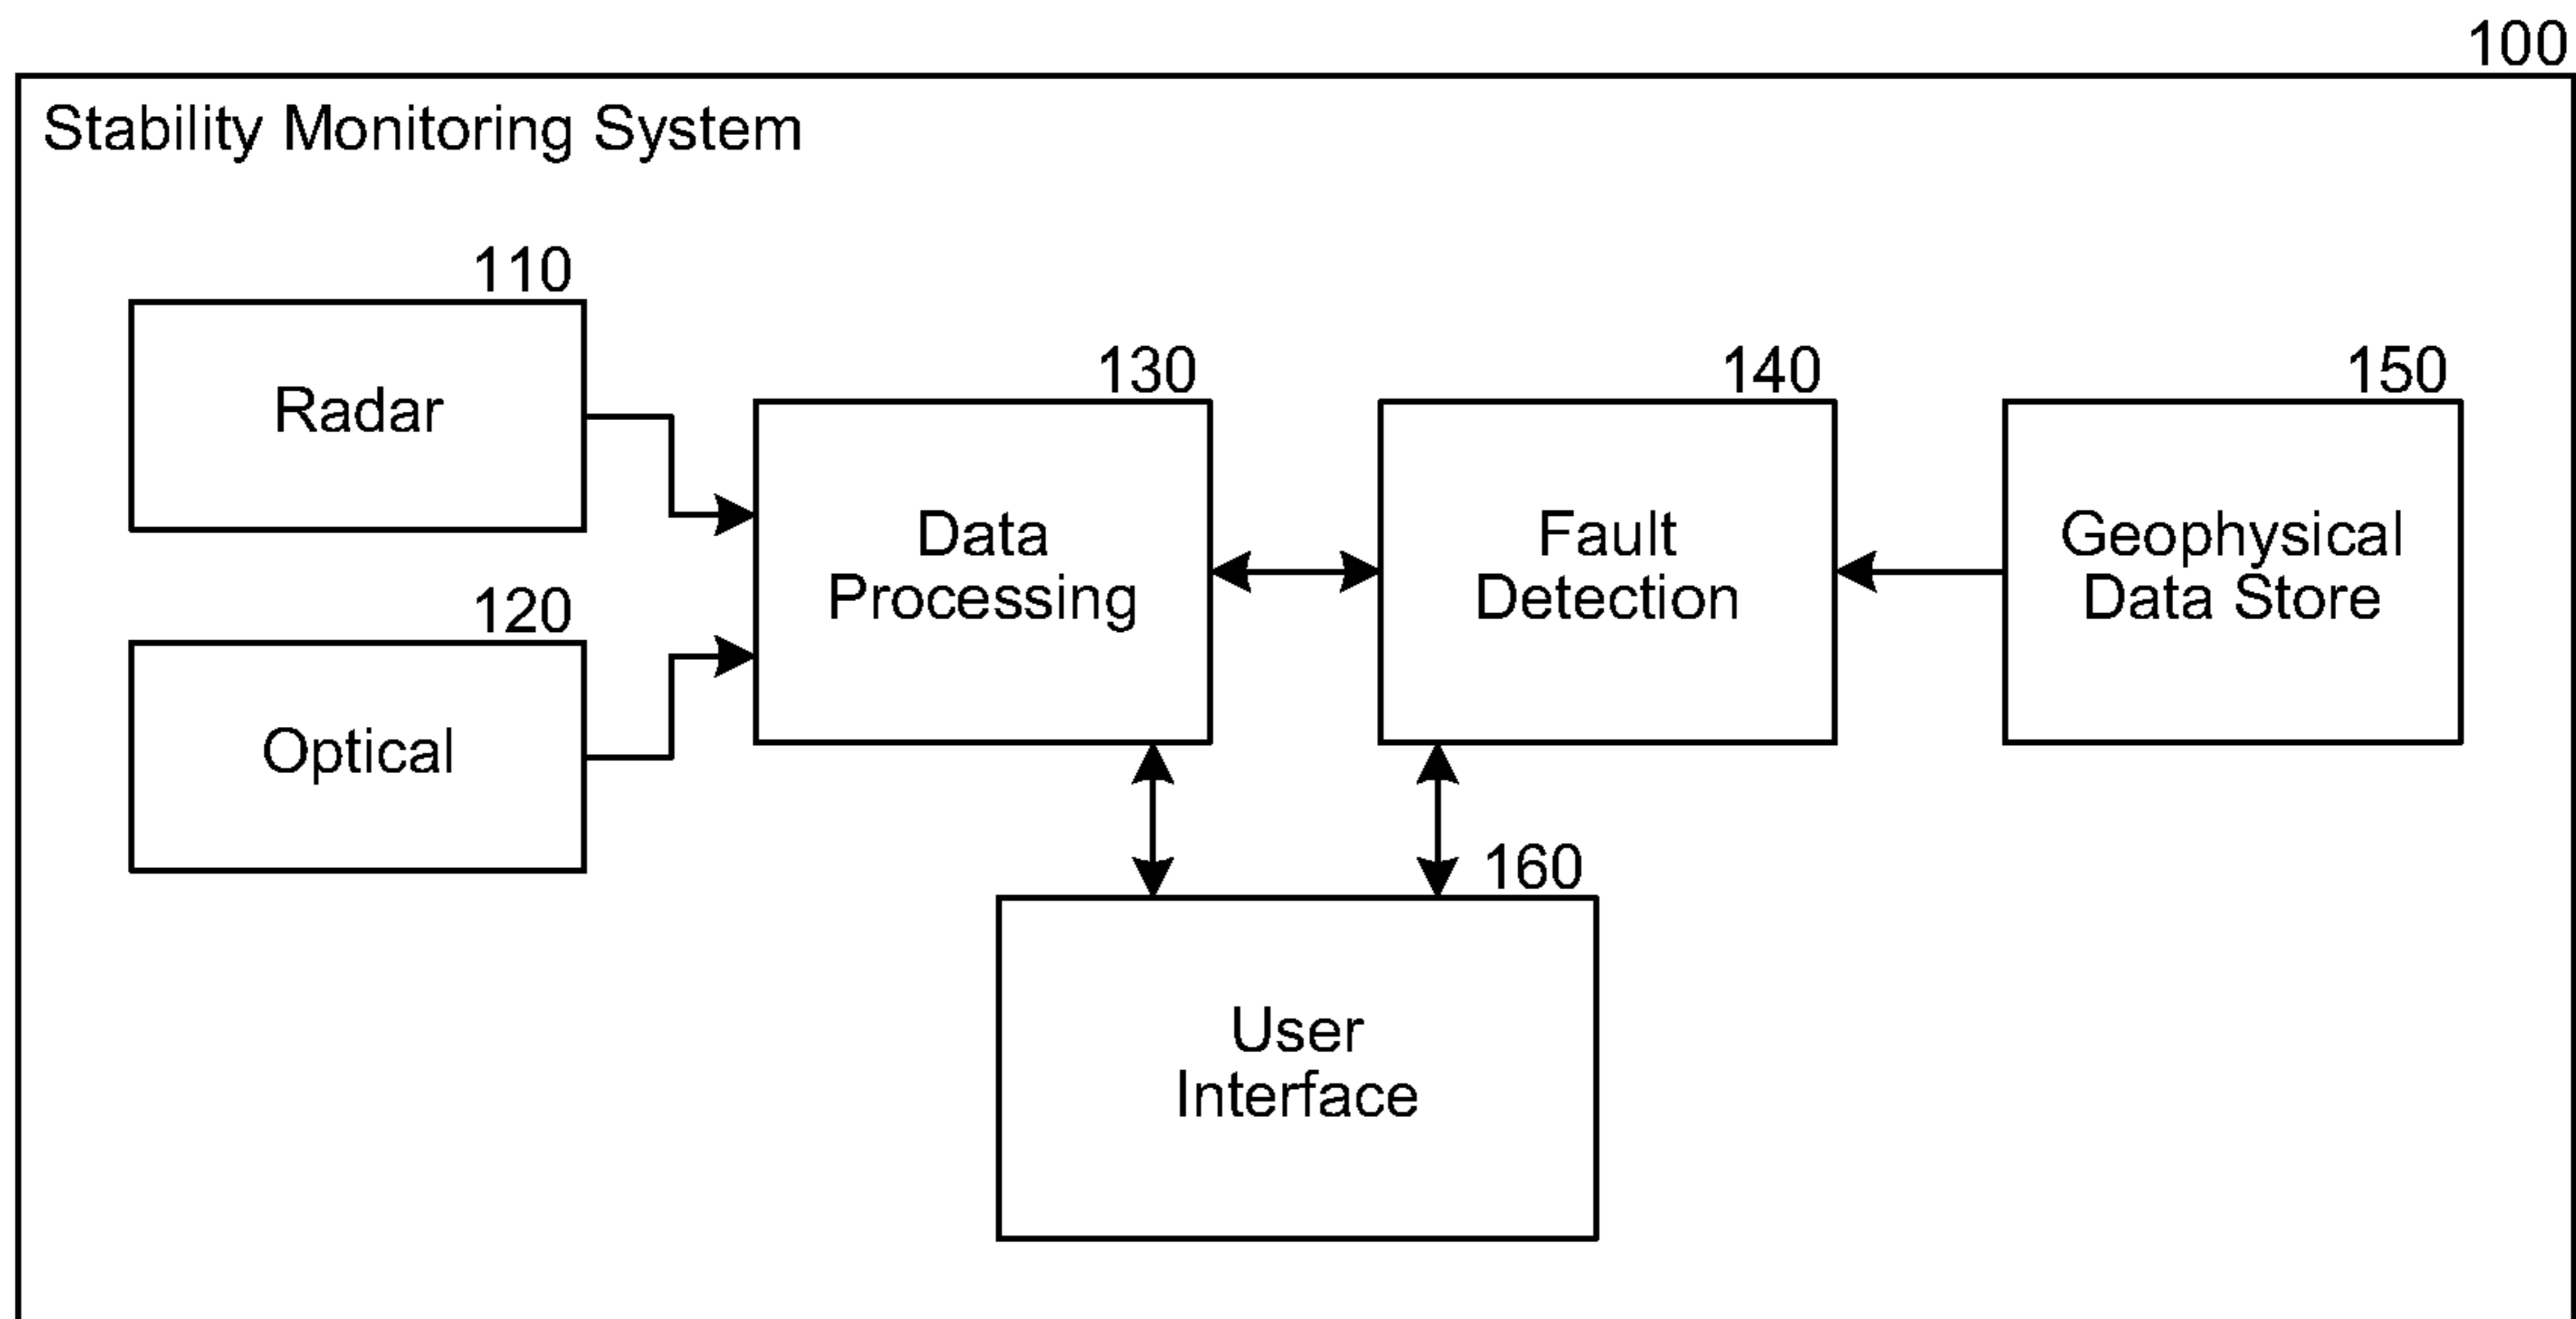 100
Stability Monitoring System
110
Radar
120
Optical
130
Data
Processing
140
Fault
Detection
150
Geophysical
Data Store
160
User
Interface